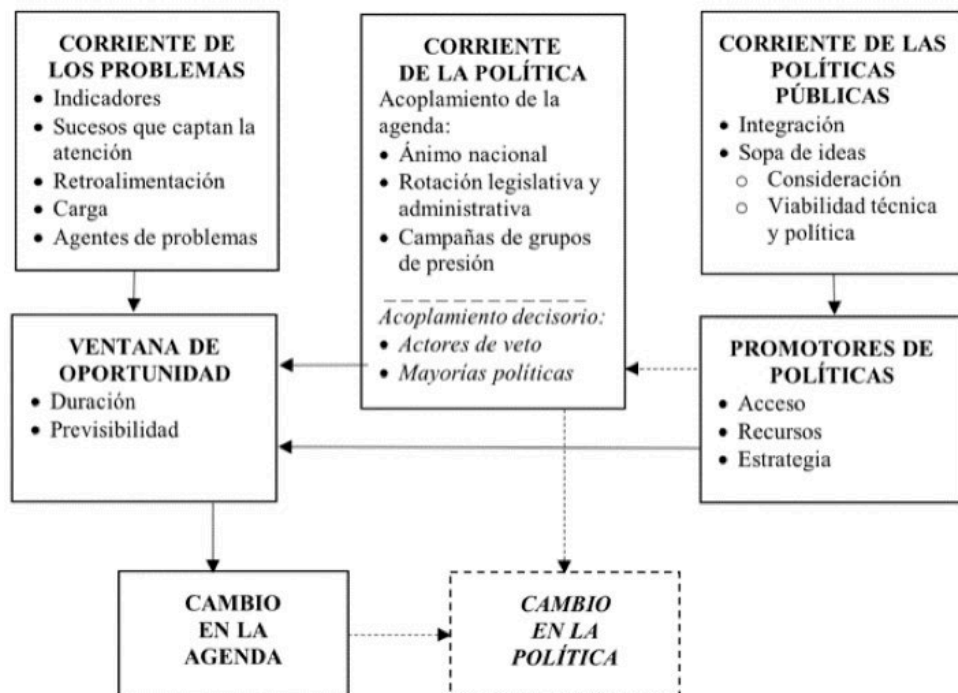 CORRIENTE DE
LOS PROBLEMAS
• Indicadores
• Sucesos que captan la
atención
• Retroalimentación
• Carga
• Agentes de problemas
CORRIENTE
DE LA POLÍTICA
Acoplamiento de la
agenda:
• Ánimo nacional
• Rotación legislativa y
administrativa
• Campañas de grupos
de presión
Acoplamiento decisorio:
• Actores de veto
• Mayorías políticas
CORRIENTE DE LAS
POLÍTICAS
PÚBLICAS
• Integración
• Sopa de ideas
o Consideración
o Viabilidad técnica
y política
VENTANA DE
OPORTUNIDAD
• Duración
• Previsibilidad
PROMOTORES DE
POLÍTICAS
• Acceso
• Recursos
• Estrategia
CAMBIO
EN LA
AGENDA
CAMBIO
EN LA
POLÍTICA